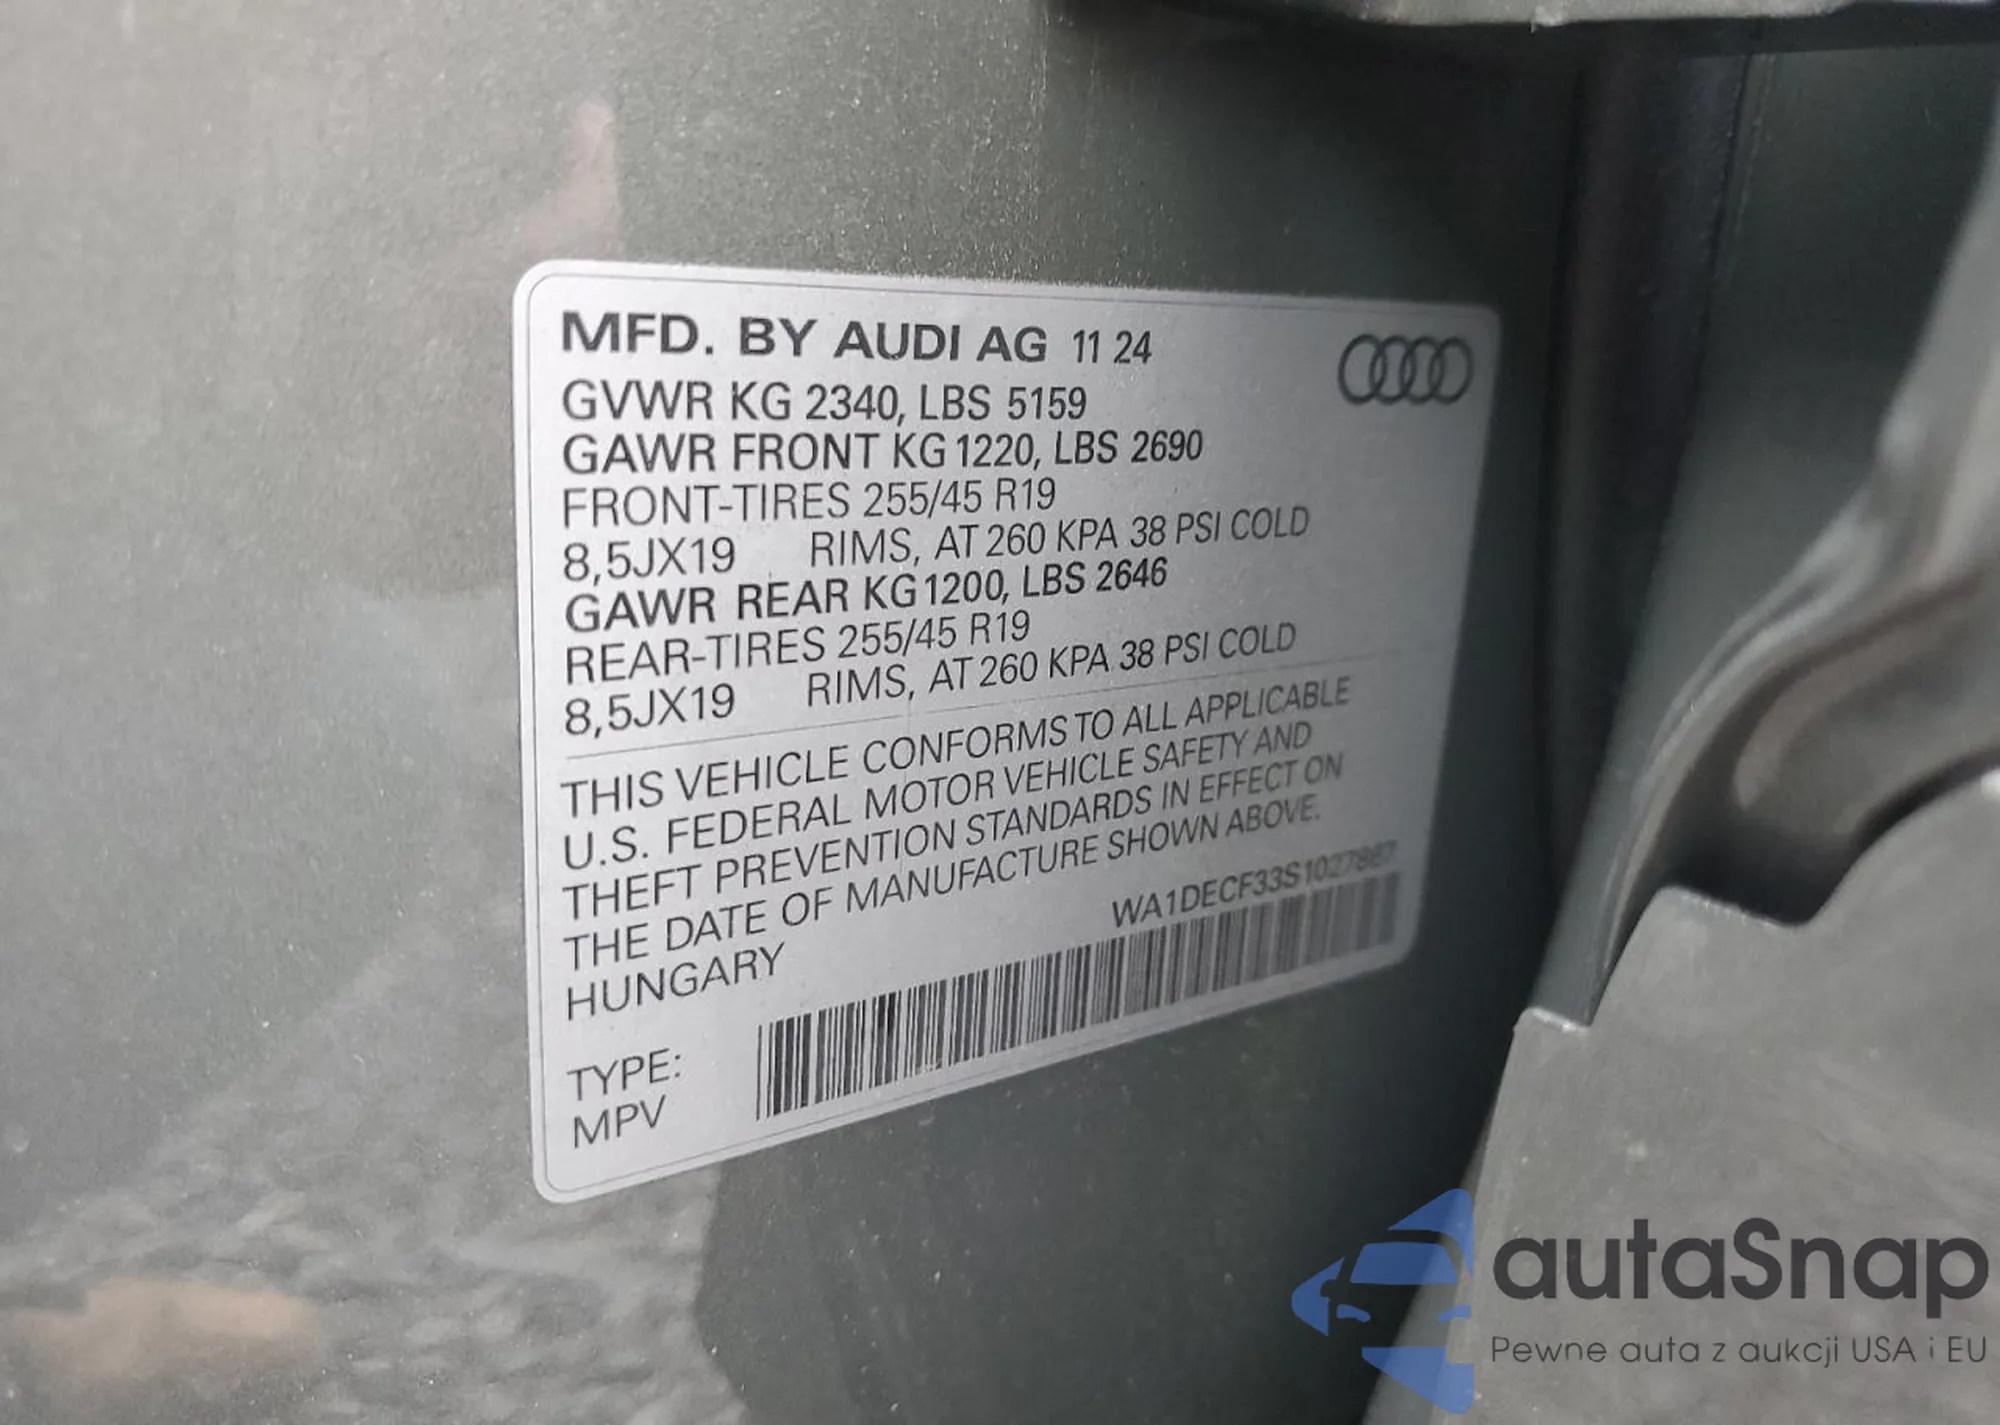 MFD. BY AUDI AG 11 24
GVWR KG 2340, LBS 5159
GAWR FRONT KG 1220, LBS 2690
FRONT-TIRES 255/45 R19
8,5JX19 RIMS, AT 260 KPA 38 PSI COLD
GAWR REAR KG 1200, LBS 2646
REAR-TIRES 255/45 R19
8,5JX19 RIMS, AT 260 KPA 38 PSI COLD
THIS VEHICLE CONFORMS TO ALL APPLICABLE
U.S. FEDERAL MOTOR VEHICLE SAFETY AND
THEFT PREVENTION STANDARDS IN EFFECT ON
THE DATE OF MANUFACTURE SHOWN ABOVE.
HUNGARY
WA1DECF33S1027867
TYPE:
MPV
autaSnap
Pewne auta z aukcji USA i EU